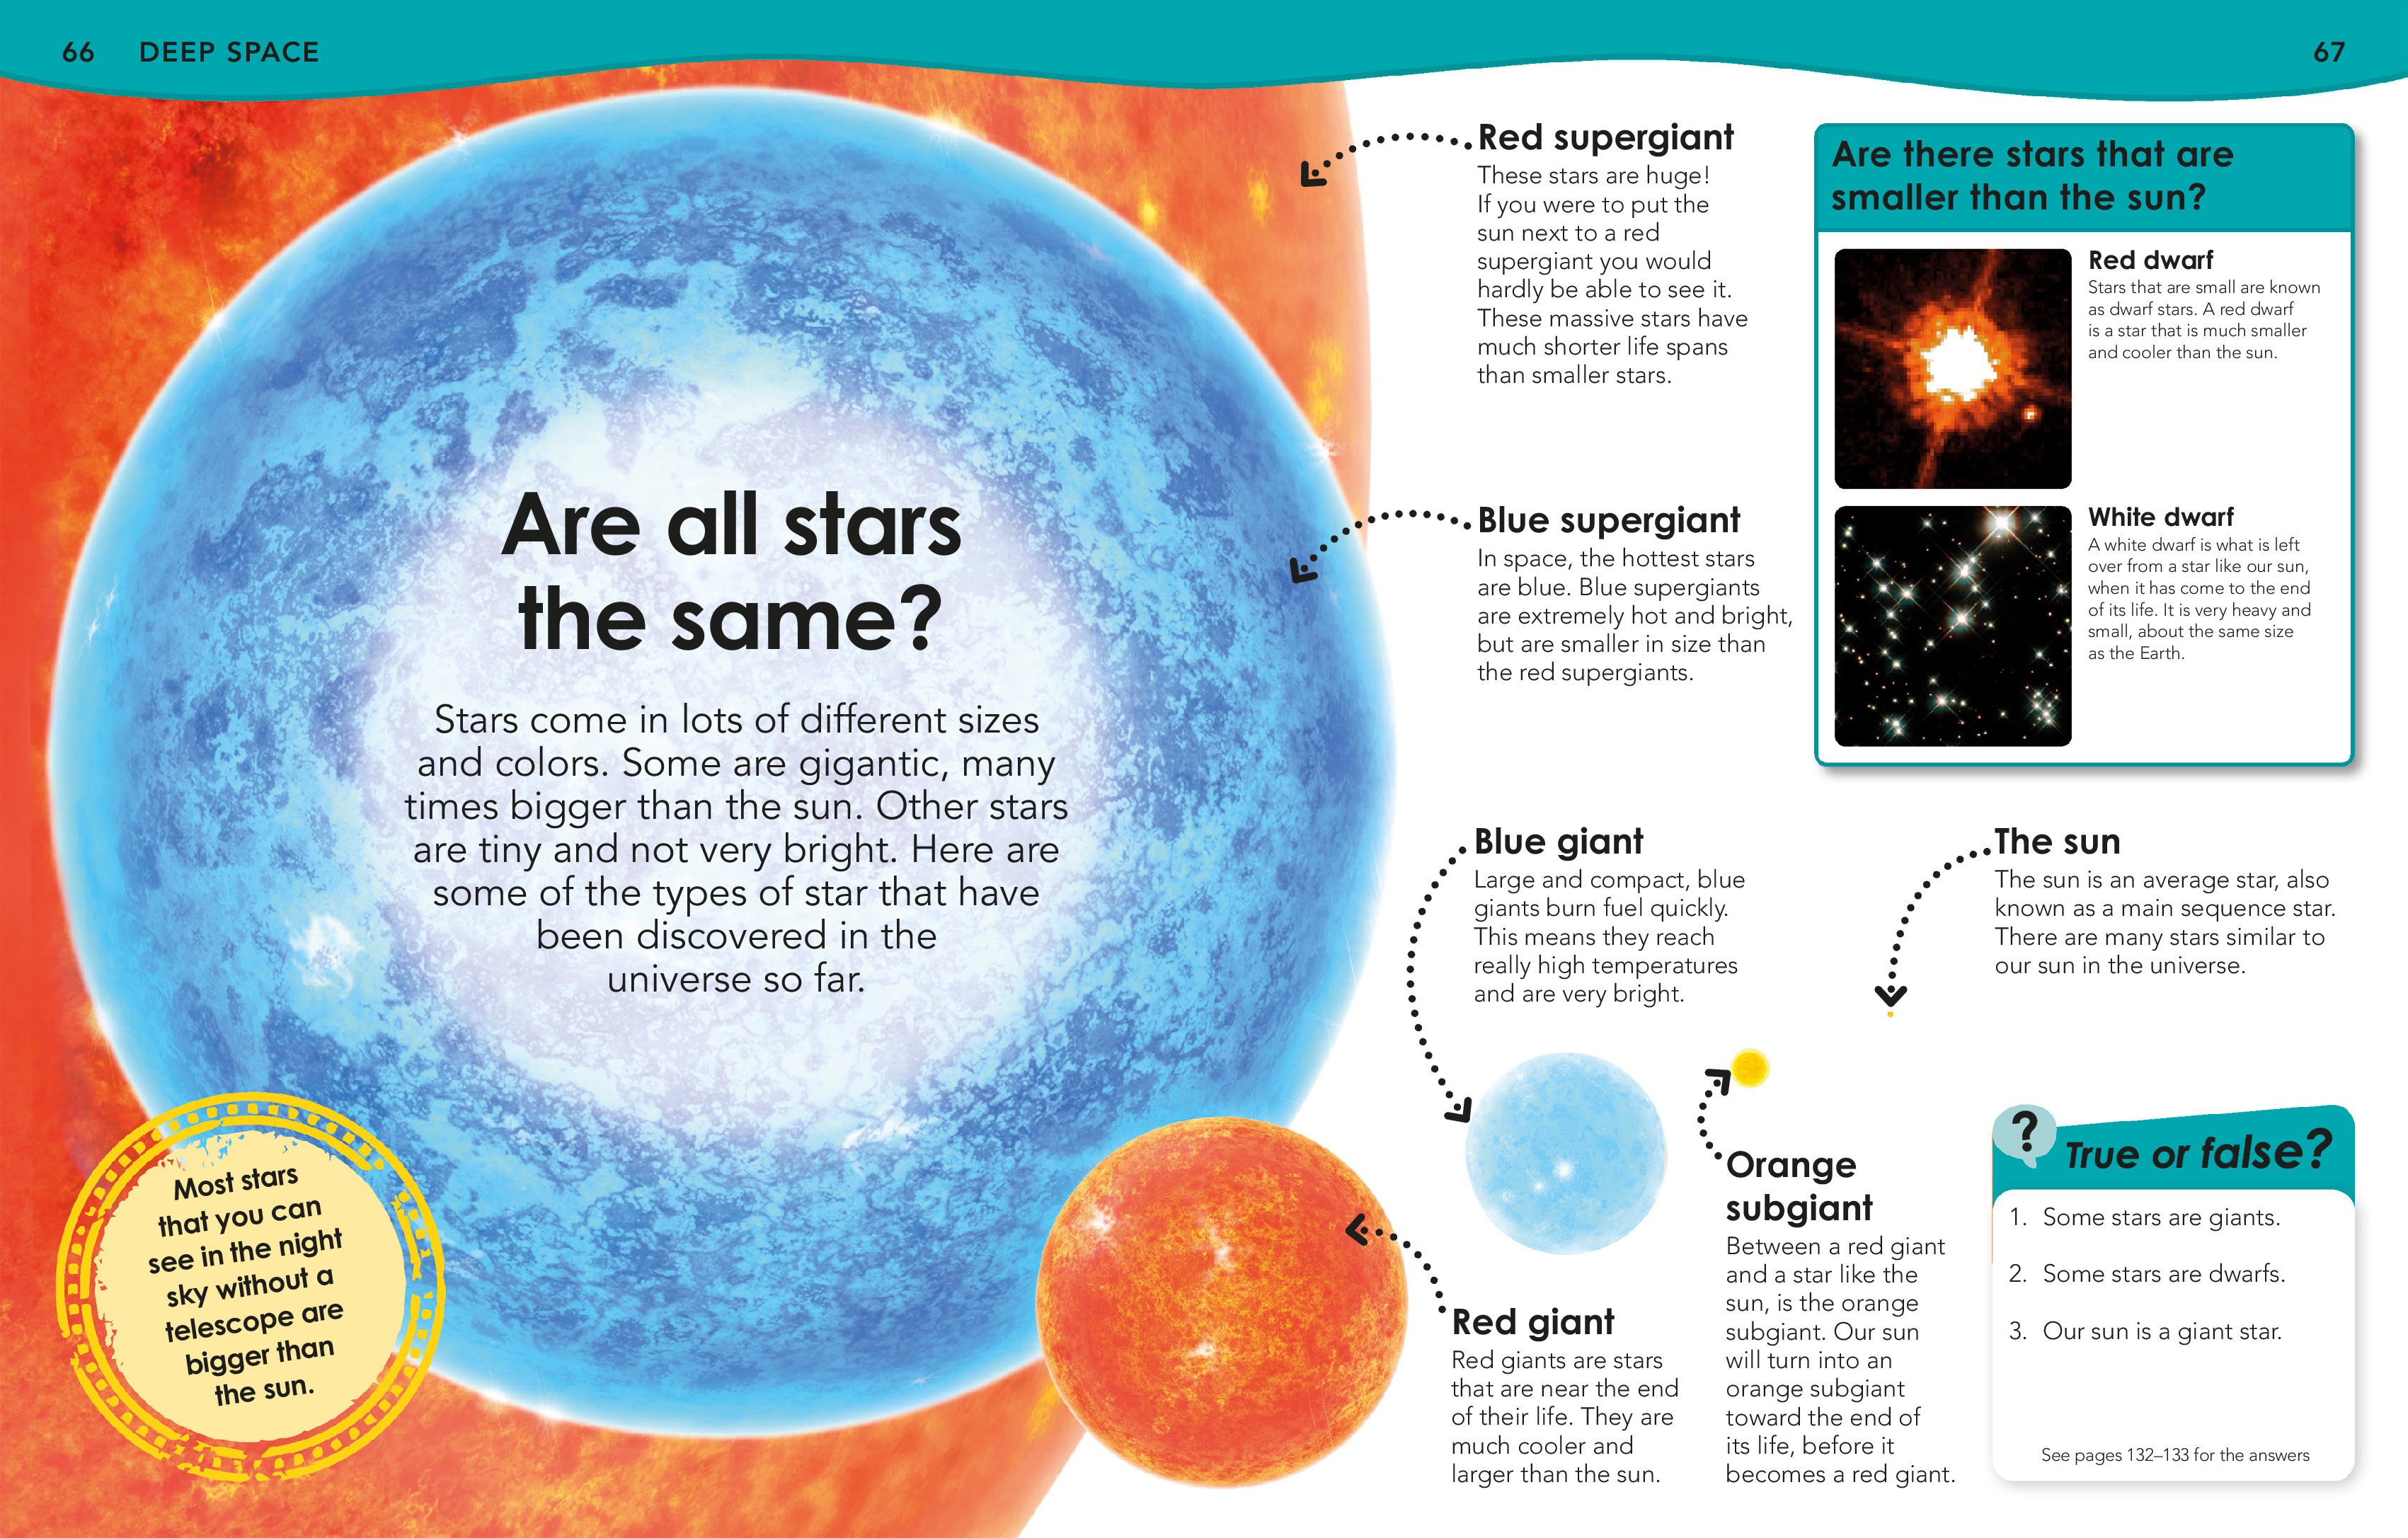 66 DEEP SPACE
67
Are all stars
the same?
Stars come in lots of different sizes
and colors. Some are gigantic, many
times bigger than the sun. Other stars
are tiny and not very bright. Here are
some of the types of star that have
been discovered in the
universe so far.
Most stars
that you can
see in the night
sky without a
telescope are
bigger than
the sun.
Red supergiant
These stars are huge!
If you were to put the
sun next to a red
supergiant you would
hardly be able to see it.
These massive stars have
much shorter life spans
than smaller stars.
Blue supergiant
In space, the hottest stars
are blue. Blue supergiants
are extremely hot and bright,
but are smaller in size than
the red supergiants.
Blue giant
Large and compact, blue
giants burn fuel quickly.
This means they reach
really high temperatures
and are very bright.
Red giant
Red giants are stars
that are near the end
of their life. They are
much cooler and
larger than the sun.
Orange
subgiant
Between a red giant
and a star like the
sun, is the orange
subgiant. Our sun
will turn into an
orange subgiant
toward the end of
its life, before it
becomes a red giant.
Are there stars that are
smaller than the sun?
Red dwarf
Stars that are small are known
as dwarf stars. A red dwarf
is a star that is much smaller
and cooler than the sun.
White dwarf
A white dwarf is what is left
over from a star like our sun,
when it has come to the end
of its life. It is very heavy and
small, about the same size
as the Earth.
The sun
The sun is an average star, also
known as a main sequence star.
There are many stars similar to
our sun in the universe.
? True or false?
1. Some stars are giants.
2. Some stars are dwarfs.
3. Our sun is a giant star.
See pages 132–133 for the answers